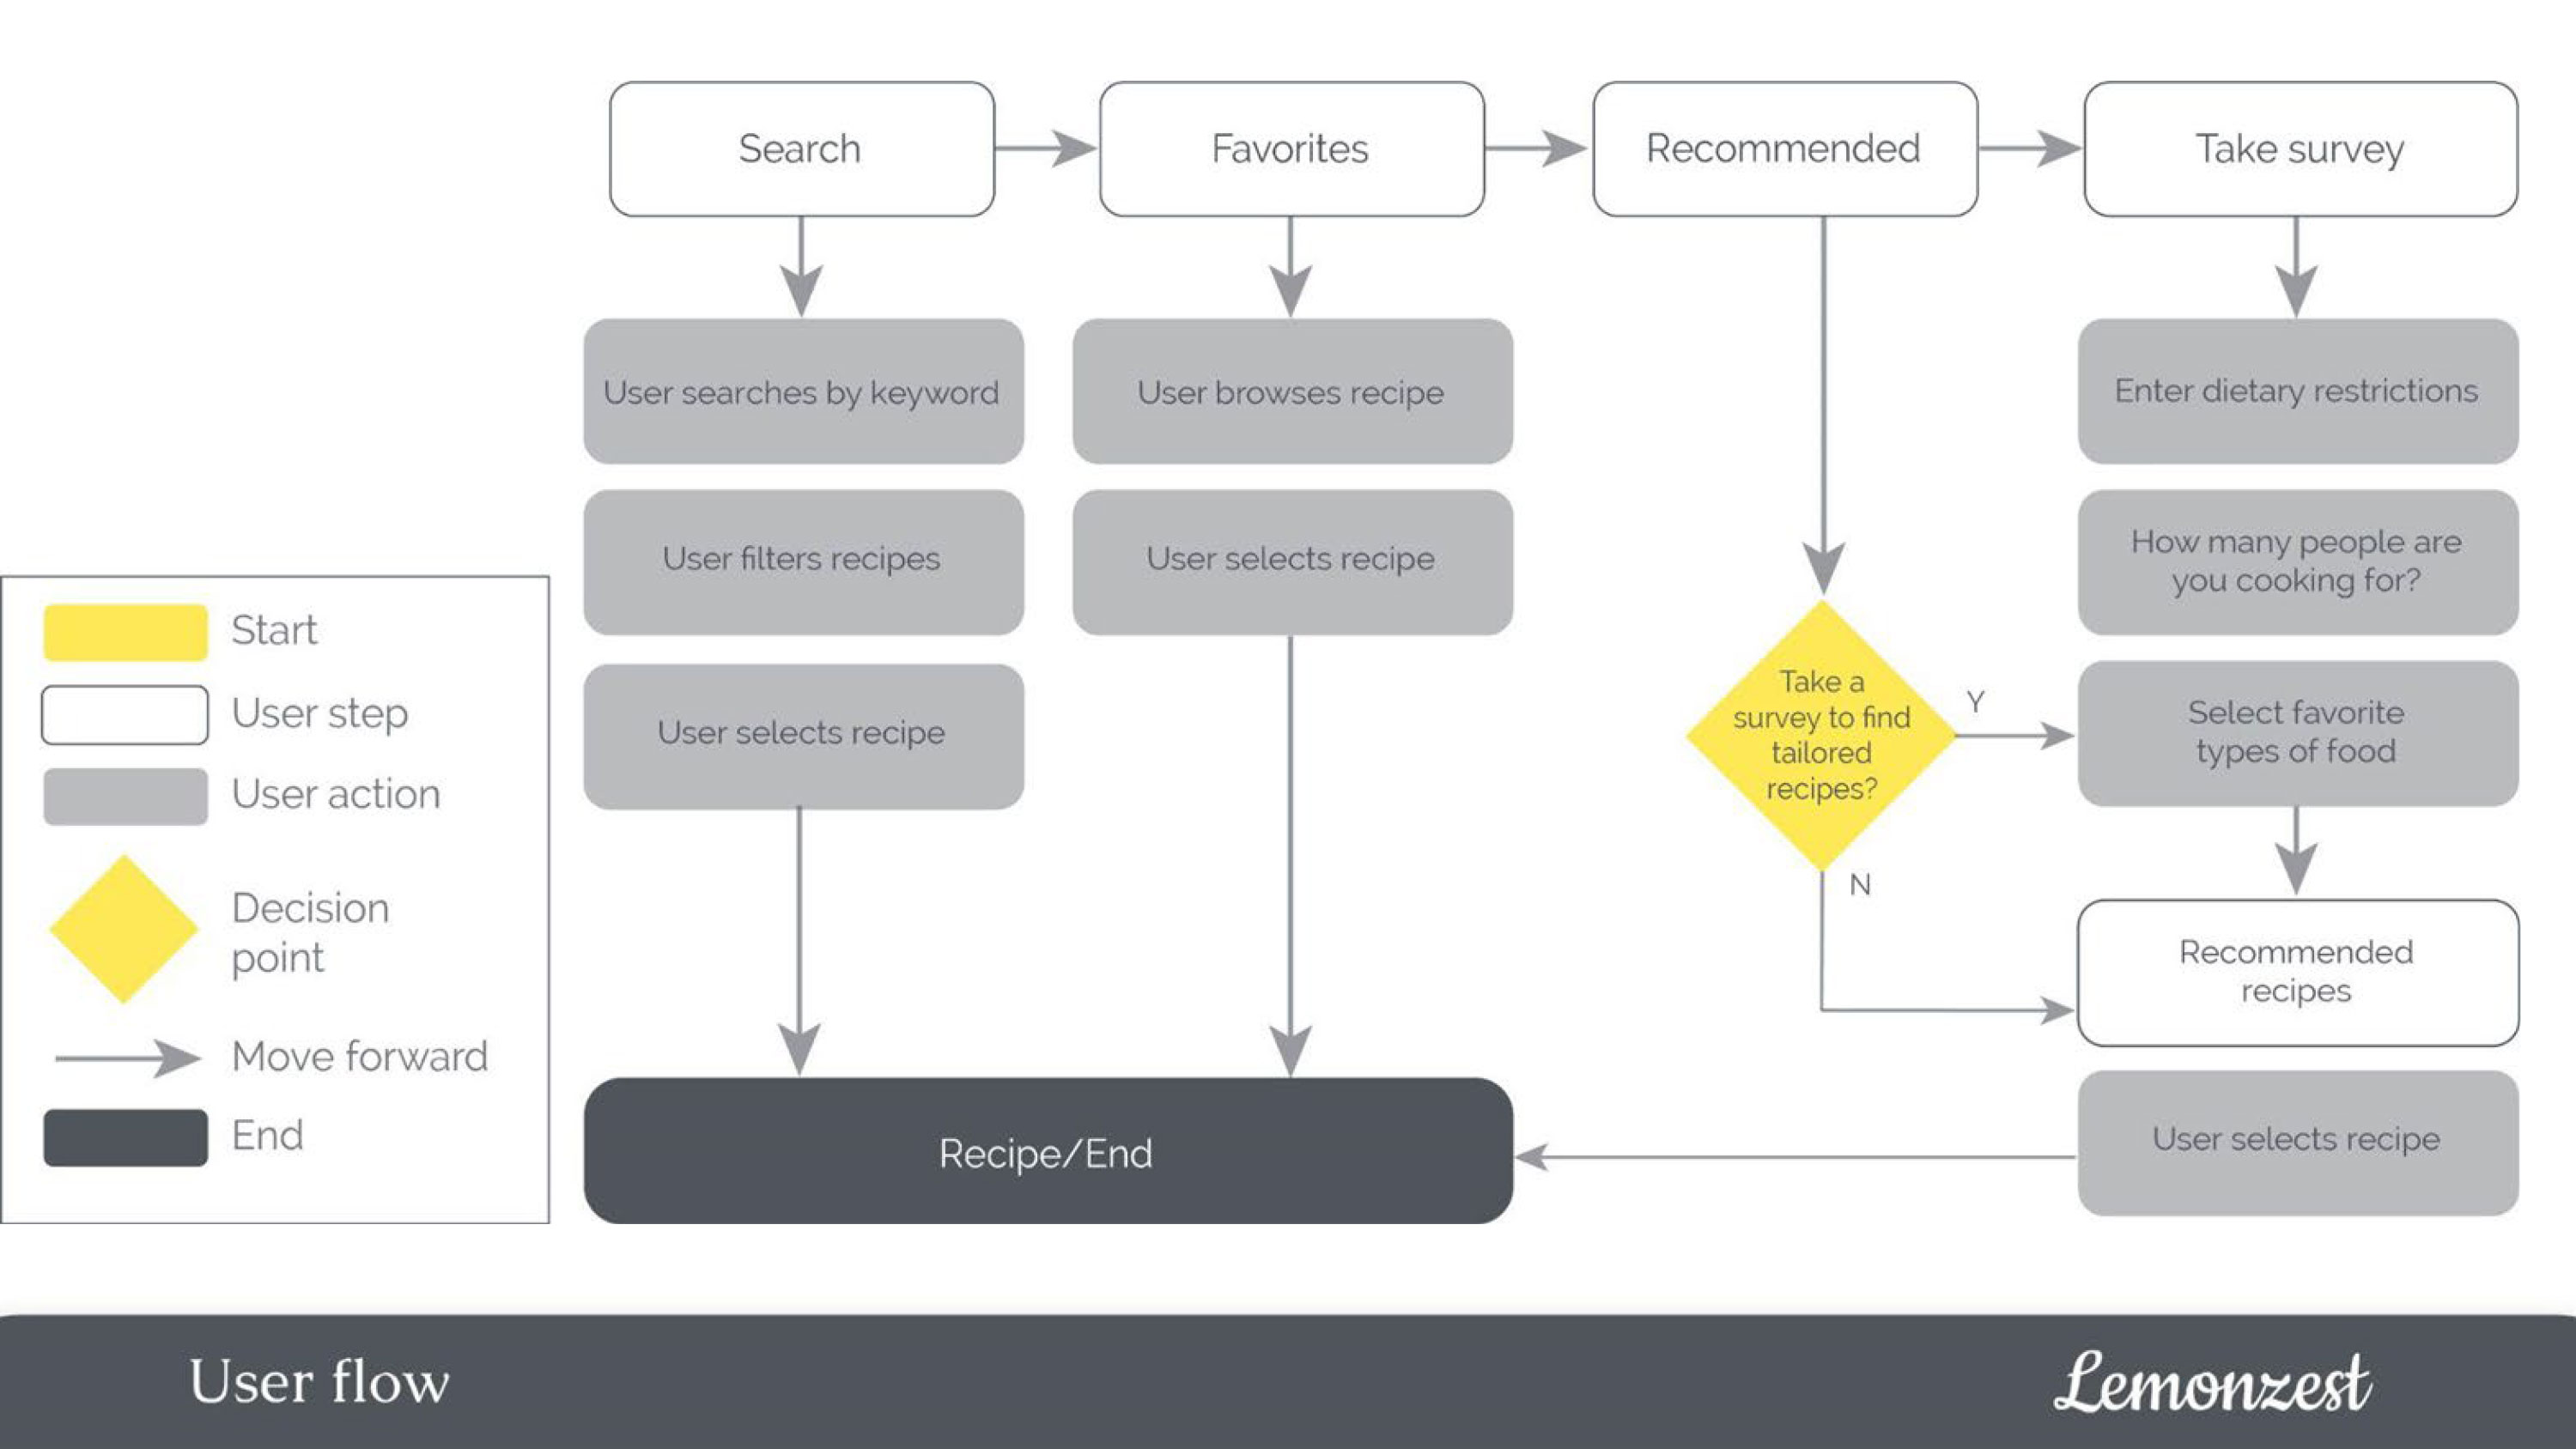 Search
Favorites
Recommended
Take survey
User searches by keyword
User browses recipe
Enter dietary restrictions
User filters recipes
User selects recipe
How many people are
you cooking for?
User selects recipe
Take a
survey to find
tailored
recipes?
Y
N
Select favorite
types of food
Recommended
recipes
User selects recipe
Recipe/End
Start
User step
User action
Decision
point
Move forward
End
User flow
Lemonzest